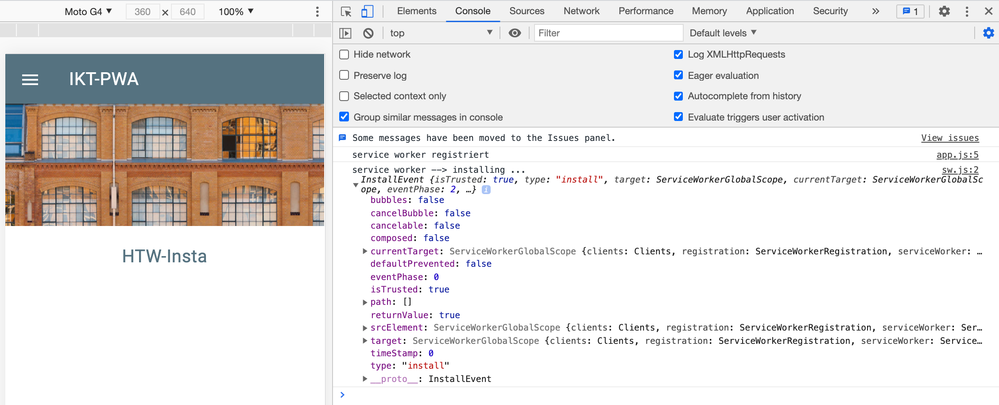 Moto G4 ▼ 360 × 640 100% ▼
Elements Console Sources Network Performance Memory Application Security » 1
top ▼ Filter Default levels ▼
Hide network
Log XMLHttpRequests
Preserve log
Eager evaluation
Selected context only
Autocomplete from history
Group similar messages in console
Evaluate triggers user activation
IKT-PWA
HTW-Insta
Some messages have been moved to the Issues panel. View issues
service worker registriert app.js:5
service worker --> installing ... sw.js:2
InstallEvent {isTrusted: true, type: "install", target: ServiceWorkerGlobalScope, currentTarget: ServiceWorkerGlobalSc
ope, eventPhase: 2, …} i
bubbles: false
cancelBubble: false
cancelable: false
composed: false
currentTarget: ServiceWorkerGlobalScope {clients: Clients, registration: ServiceWorkerRegistration, serviceWorker: …
defaultPrevented: false
eventPhase: 0
isTrusted: true
path: []
returnValue: true
srcElement: ServiceWorkerGlobalScope {clients: Clients, registration: ServiceWorkerRegistration, serviceWorker: Ser…
target: ServiceWorkerGlobalScope {clients: Clients, registration: ServiceWorkerRegistration, serviceWorker: Service…
timeStamp: 0
type: "install"
__proto__: InstallEvent
>